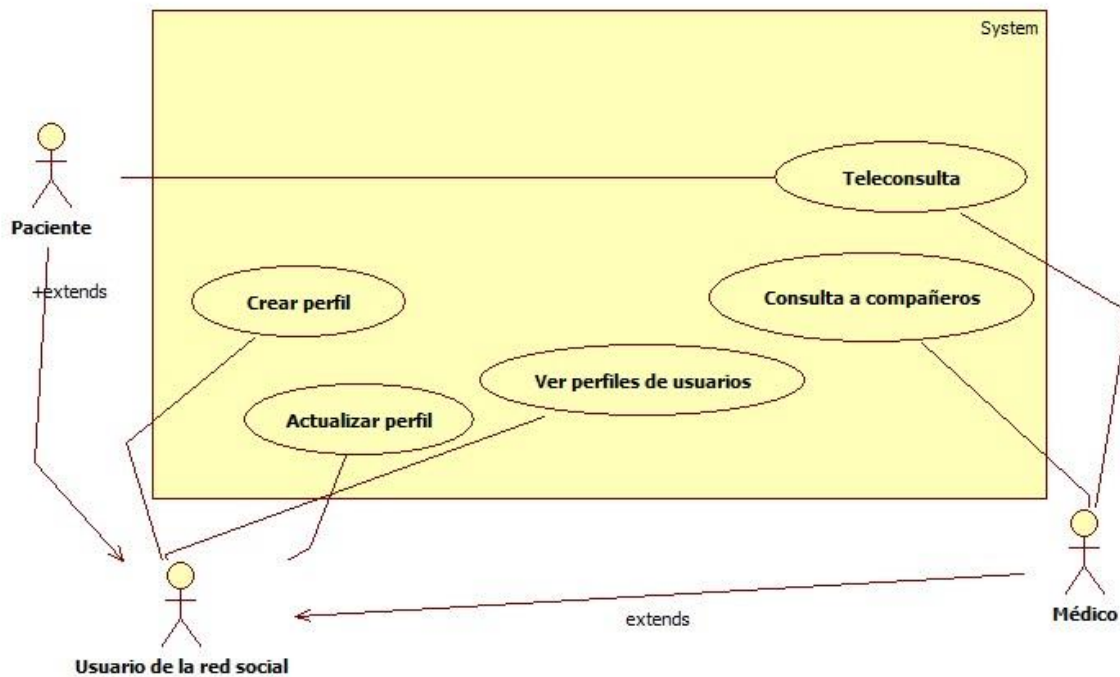 System
Teleconsulta
Paciente
+extends
Crear perfil
Consulta a compañeros
Ver perfiles de usuarios
Actualizar perfil
extends
Médico
Usuario de la red social